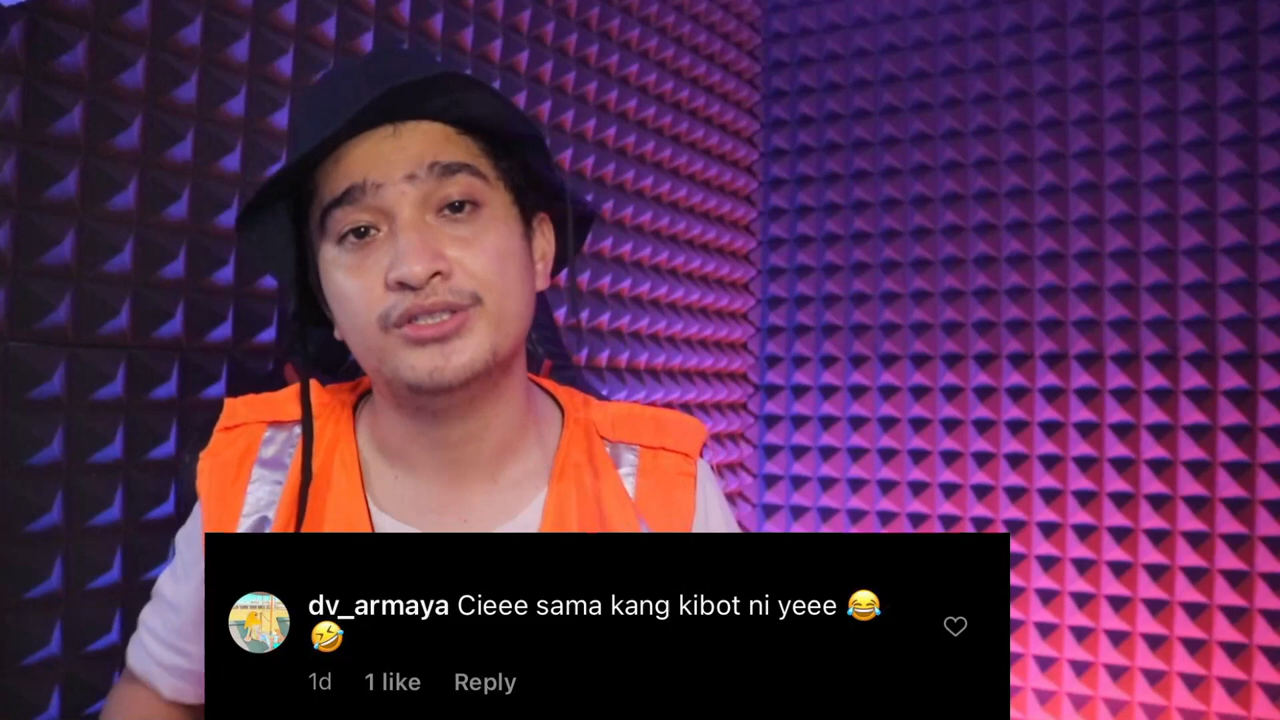 dv_armaya Cieee sama kang kibot ni yeee 😂
🤣
1d 1 like Reply